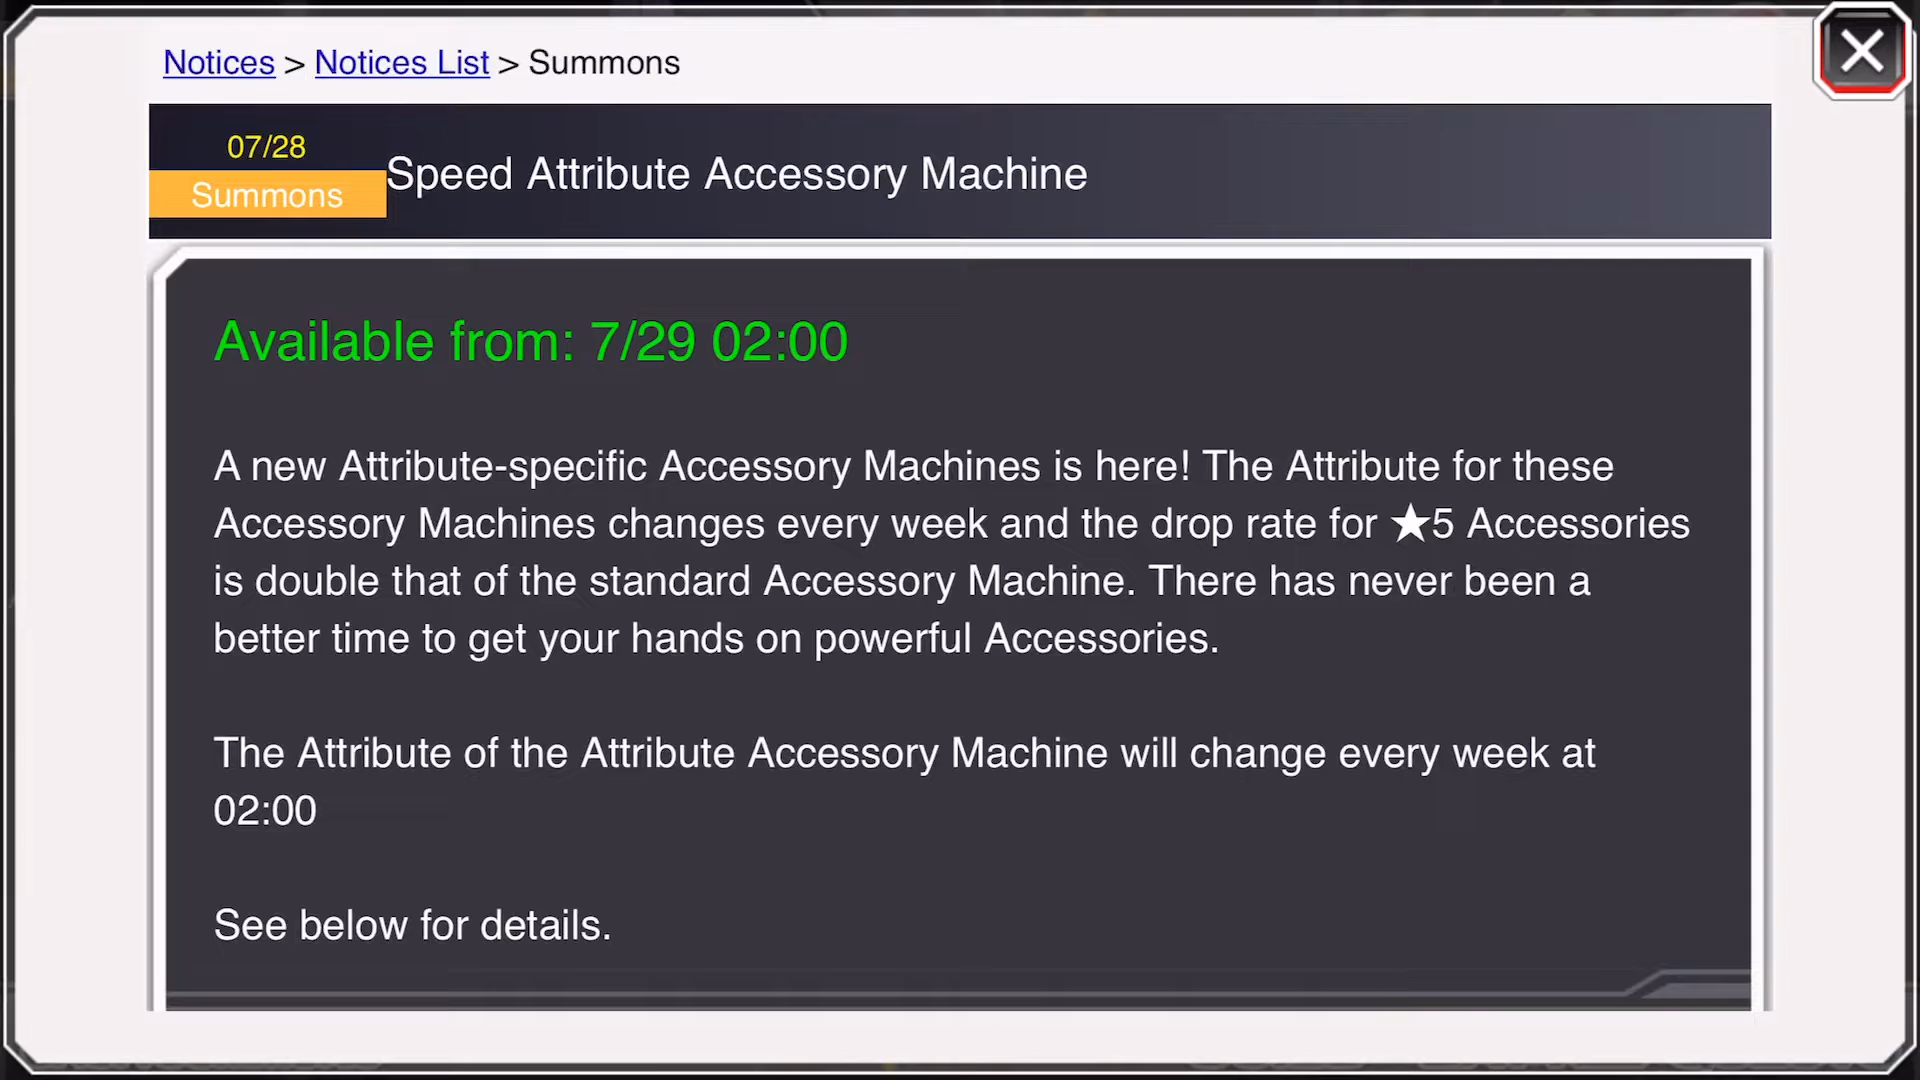 Notices > Notices List > Summons
07/28
Summons
Speed Attribute Accessory Machine
Available from: 7/29 02:00
A new Attribute-specific Accessory Machines is here! The Attribute for these
Accessory Machines changes every week and the drop rate for ★5 Accessories
is double that of the standard Accessory Machine. There has never been a
better time to get your hands on powerful Accessories.
The Attribute of the Attribute Accessory Machine will change every week at
02:00
See below for details.